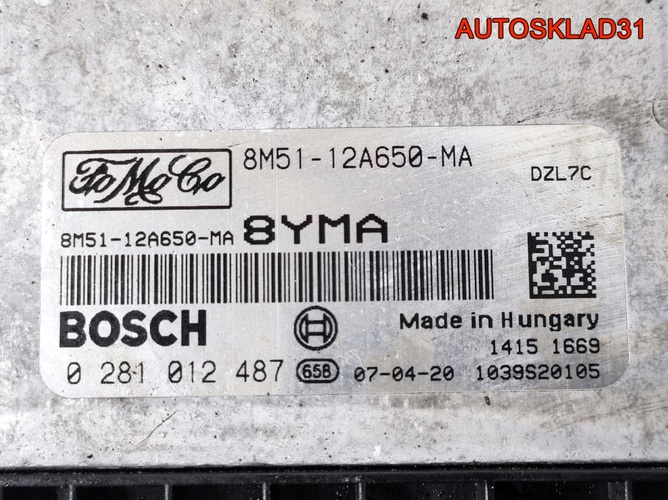 AUTOSKLAD31
FoMoCo
8M51-12A650-MA
DZL7C
8M51-12A650-MA 8YMA
BOSCH
Made in Hungary
1415 1669
0 281 012 487 65B 07-04-20 1039S20105